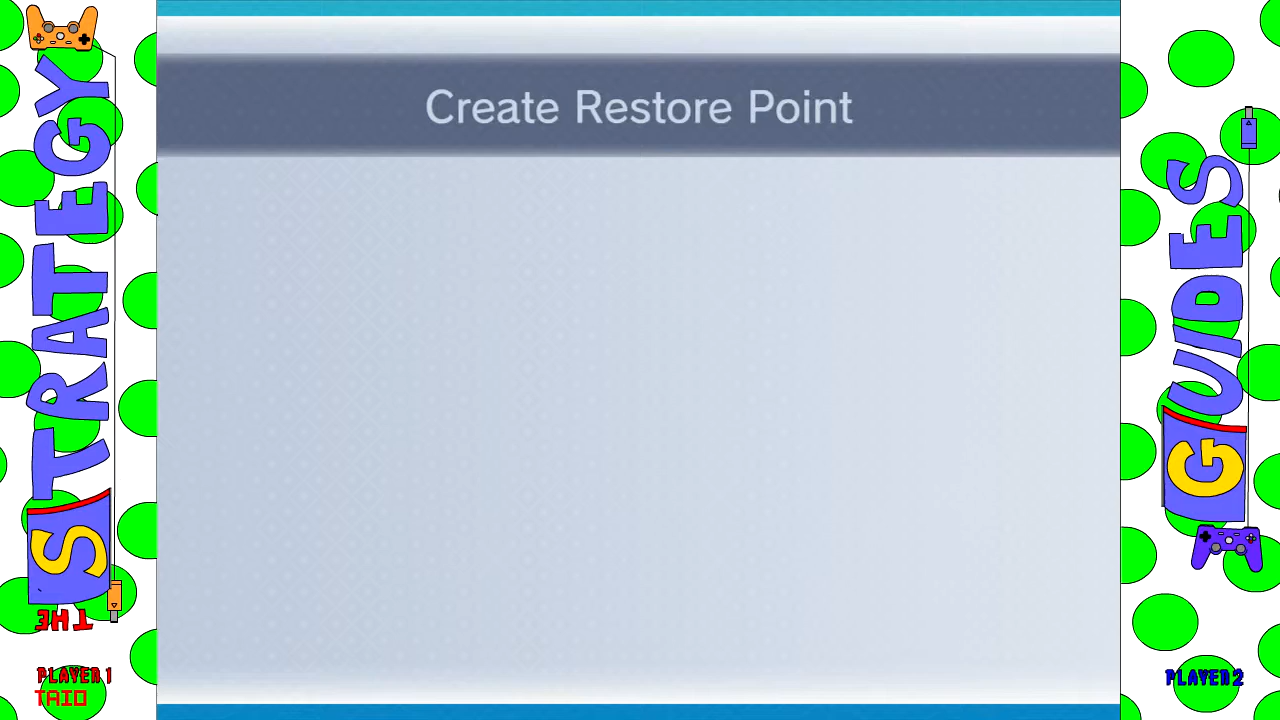 Create Restore Point
THE
STRATEGY
GUIDES
PLAYER 1
TAIO
PLAYER 2